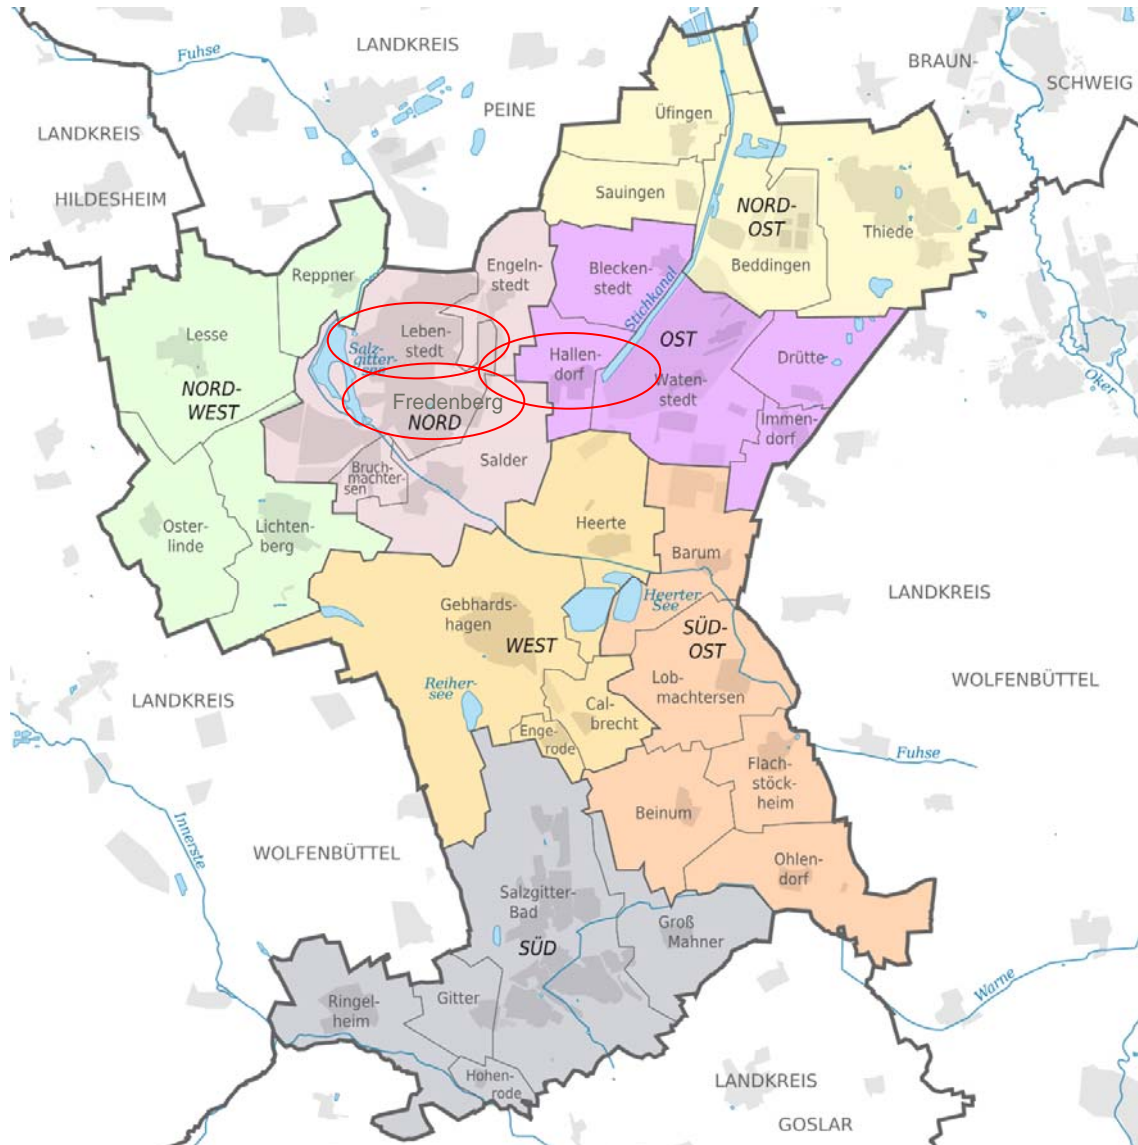 LANDKREIS
Fuhse
BRAUN-
SCHWEIG
PEINE
Üfingen
LANDKREIS
HILDESHEIM
Sauingen
NORD-
OST
Thiede
Beddingen
Reppner
Engeln-
stedt
Blecken-
stedt
Stichkanal
Lesse
Leben-
stedt
Salz-
gitter-
see
OST
Hallen-
dorf
Drütte
Oker
NORD-
WEST
Waten-
stedt
Fredenberg
NORD
Immen-
dorf
Bruch-
machter-
sen
Salder
Oster-
linde
Lichten-
berg
Heerte
Barum
LANDKREIS
WOLFENBÜTTEL
Gebhards-
hagen
Heerter
See
WEST
SÜD-
OST
LANDKREIS
Lob-
machtersen
Reiher-
see
Cal-
brecht
Enge-
rode
Fuhse
Flach-
stöck-
heim
Innerste
Beinum
WOLFENBÜTTEL
Ohlen-
dorf
Salzgitter-
Bad
Groß
Mahner
SÜD
Warne
Ringel-
heim
Gitter
Hohen-
rode
LANDKREIS
GOSLAR